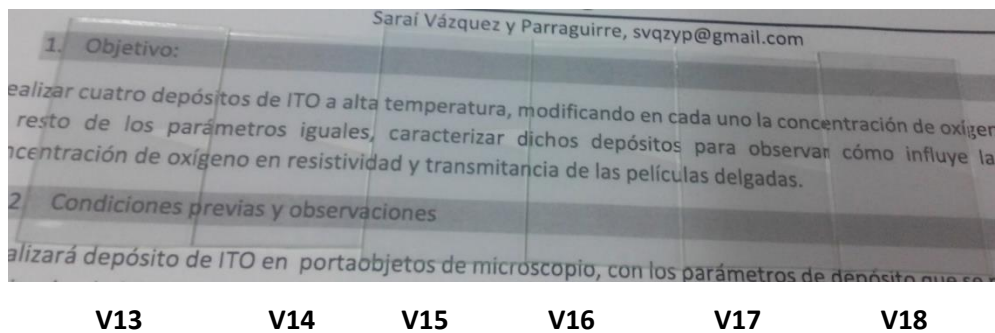 Saraí Vázquez y Parraguirre, svqzyp@gmail.com
1. Objetivo:
ealizar cuatro depósitos de ITO a alta temperatura, modificando en cada uno la concentración de oxíger
resto de los parámetros iguales, caracterizar dichos depósitos para observar cómo influye la
ncentración de oxígeno en resistividad y transmitancia de las películas delgadas.
2 Condiciones previas y observaciones
alizará depósito de ITO en portaobjetos de microscopio, con los parámetros de depósito que se
V13 V14 V15 V16 V17 V18